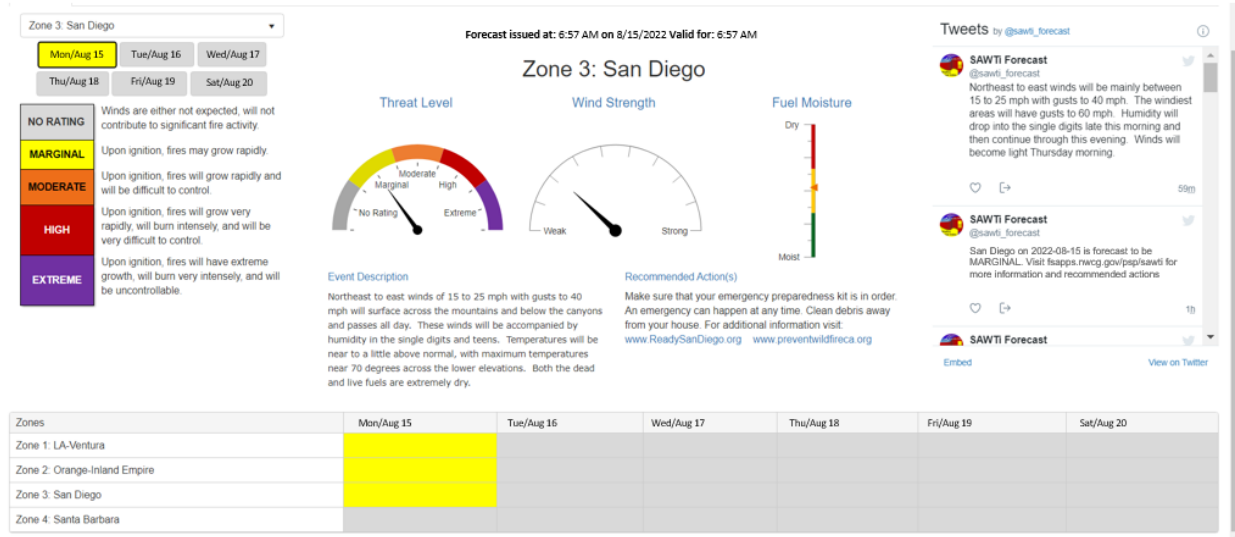 Zone 3: San Diego
Mon/Aug 15 Tue/Aug 16 Wed/Aug 17
Thu/Aug 18 Fri/Aug 19 Sat/Aug 20
NO RATING
Winds are either not expected, will not
contribute to significant fire activity.
MARGINAL
Upon ignition, fires may grow rapidly.
MODERATE
Upon ignition, fires will grow rapidly and
will be difficult to control.
HIGH
Upon ignition, fires will grow very
rapidly, will burn intensely, and will be
very difficult to control.
EXTREME
Upon ignition, fires will have extreme
growth, will burn very intensely, and will
be uncontrollable.
Forecast issued at: 6:57 AM on 8/15/2022 Valid for: 6:57 AM
Zone 3: San Diego
Threat Level
No Rating
Marginal
Moderate
High
Extreme
Wind Strength
Weak
Strong
Fuel Moisture
Dry
Moist
Event Description
Northeast to east winds of 15 to 25 mph with gusts to 40
mph will surface across the mountains and below the canyons
and passes all day. These winds will be accompanied by
humidity in the single digits and teens. Temperatures will be
near to a little above normal, with maximum temperatures
near 70 degrees across the lower elevations. Both the dead
and live fuels are extremely dry.
Recommended Action(s)
Make sure that your emergency preparedness kit is in order.
An emergency can happen at any time. Clean debris away
from your house. For additional information visit:
www.ReadySanDiego.org www.preventwildfireca.org
Tweets by @sawti_forecast
SAWTi Forecast
@sawti_forecast
Northeast to east winds will be mainly between
15 to 25 mph with gusts to 40 mph. The windiest
areas will have gusts to 60 mph. Humidity will
drop into the single digits late this morning and
then continue through this evening. Winds will
become light Thursday morning.
59m
SAWTi Forecast
@sawti_forecast
San Diego on 2022-08-15 is forecast to be
MARGINAL. Visit fsapps.nwcg.gov/psp/sawti for
more information and recommended actions
1h
SAWTi Forecast
Embed
View on Twitter
Zones Mon/Aug 15 Tue/Aug 16 Wed/Aug 17 Thu/Aug 18 Fri/Aug 19 Sat/Aug 20
Zone 1: LA-Ventura
Zone 2: Orange-Inland Empire
Zone 3: San Diego
Zone 4: Santa Barbara